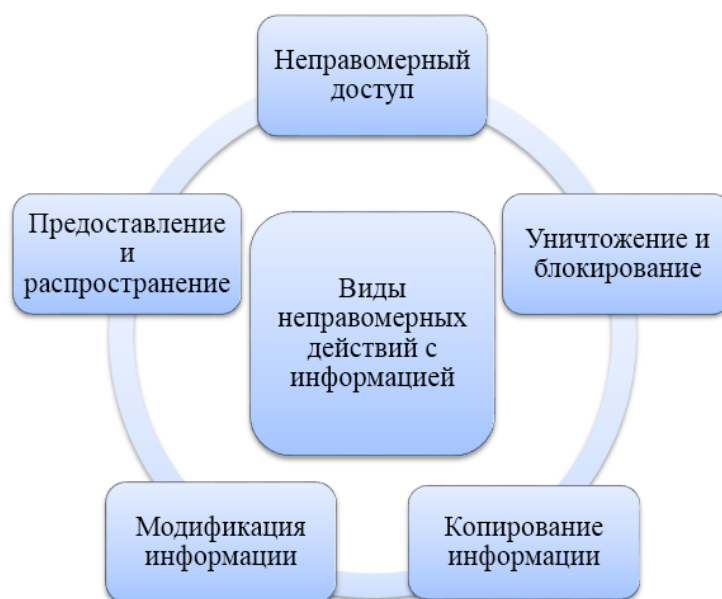 Неправомерный
доступ
Предоставление
и
распространение
Уничтожение и
блокирование
Виды
неправомерных
действий с
информацией
Модификация
информации
Копирование
информации